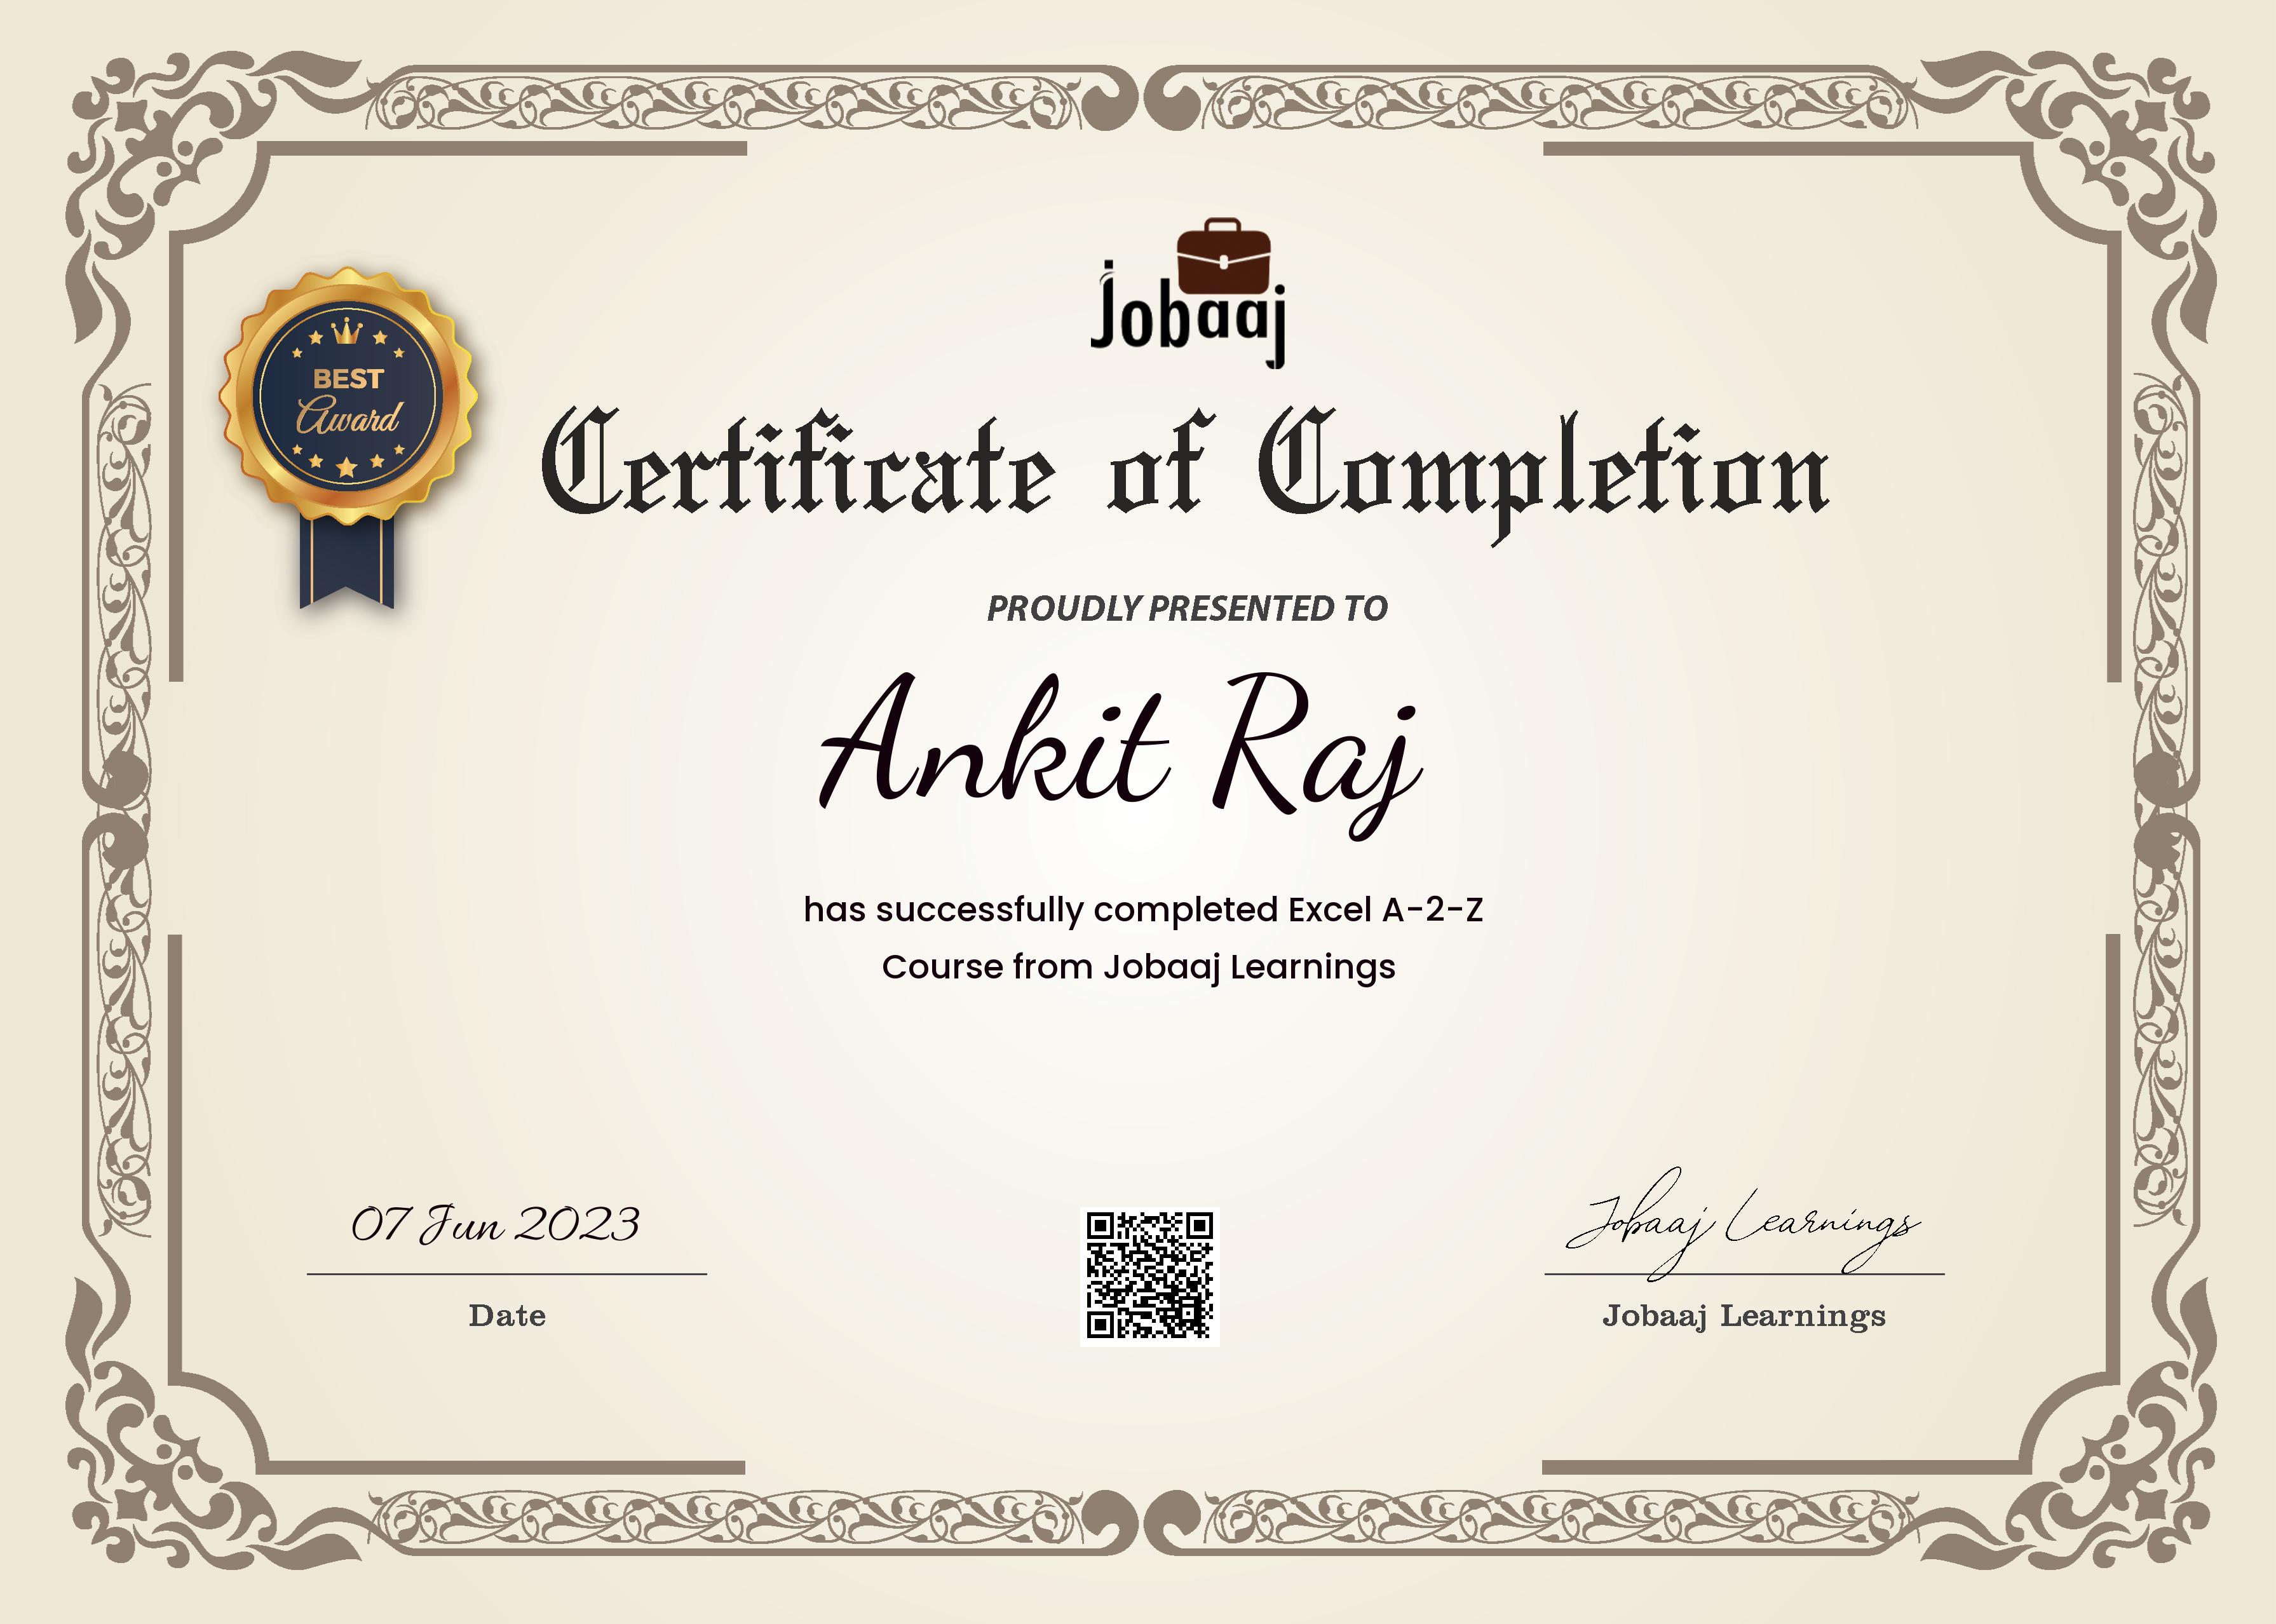 Jobaaj
BEST
Award
Certificate of Completion
PROUDLY PRESENTED TO
Ankit Raj
has successfully completed Excel A-2-Z
Course from Jobaaj Learnings
07 Jun 2023
Date
Jobaaj Learnings
Jobaaj Learnings